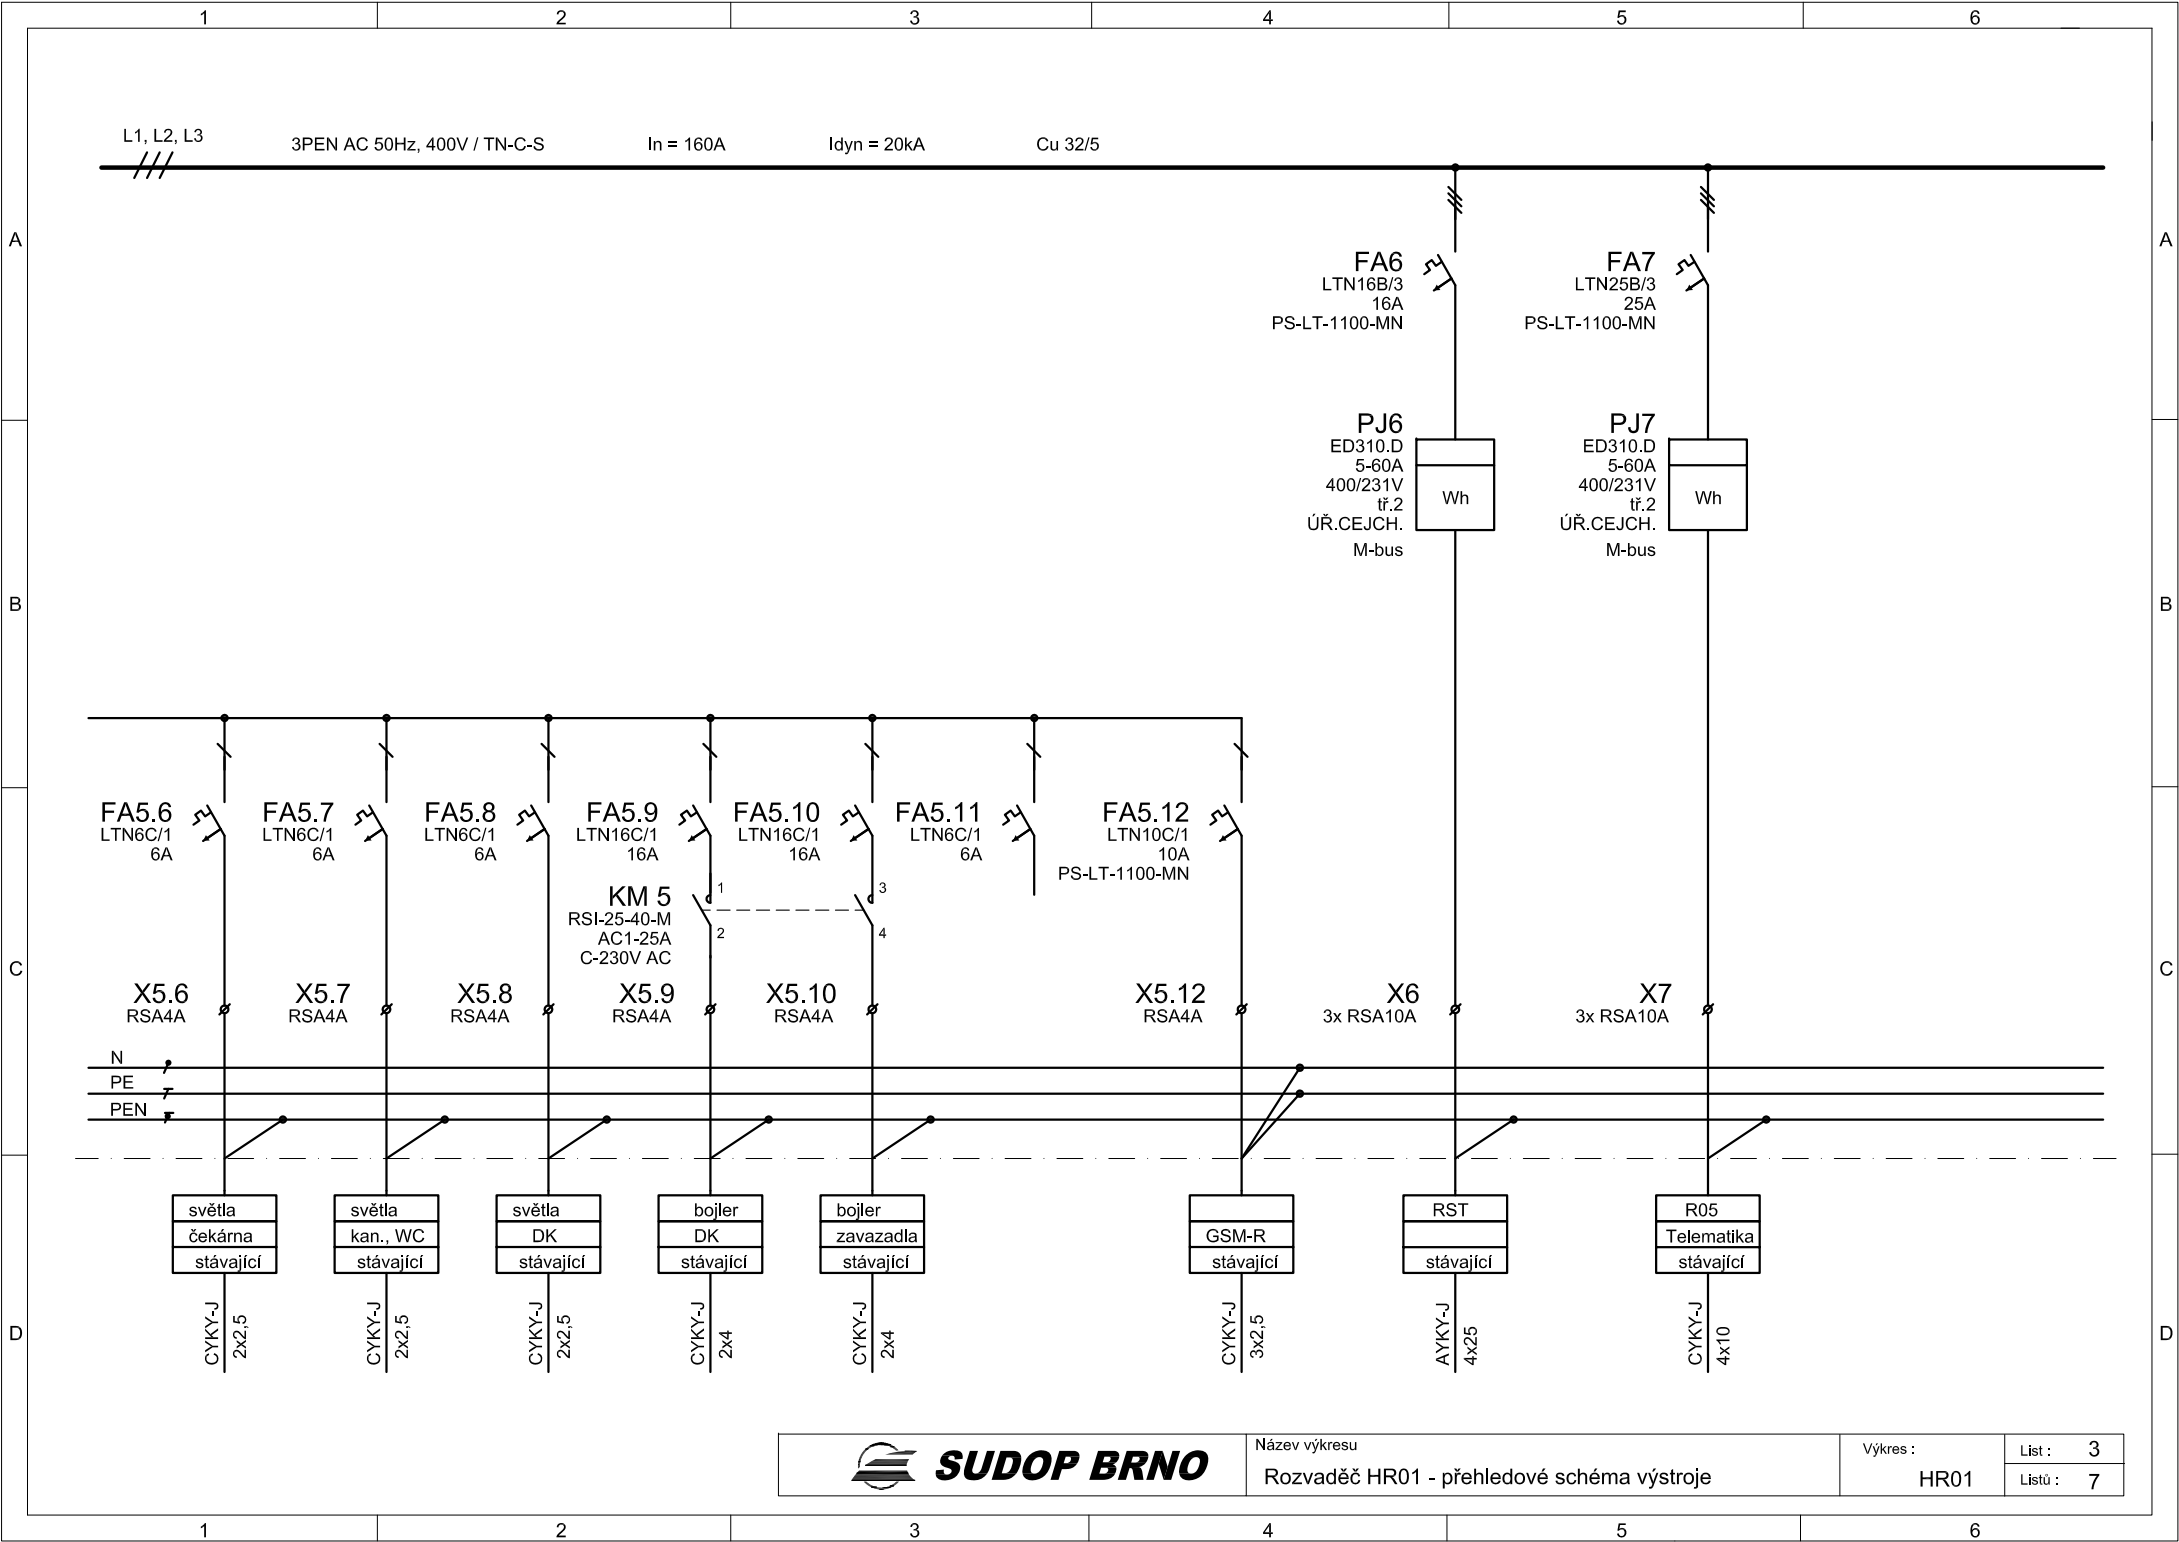 1 2 3 4 5 6
L1, L2, L3 3PEN AC 50Hz, 400V / TN-C-S In = 160A Idyn = 20kA Cu 32/5
A A
FA6
LTN16B/3
16A
PS-LT-1100-MN
FA7
LTN25B/3
25A
PS-LT-1100-MN
PJ6
ED310.D
5-60A
400/231V
tř.2
ÚŘ.CEJCH.
M-bus
Wh
PJ7
ED310.D
5-60A
400/231V
tř.2
ÚŘ.CEJCH.
M-bus
Wh
B B
FA5.6
LTN6C/1
6A
FA5.7
LTN6C/1
6A
FA5.8
LTN6C/1
6A
FA5.9
LTN16C/1
16A
FA5.10
LTN16C/1
16A
FA5.11
LTN6C/1
6A
FA5.12
LTN10C/1
10A
PS-LT-1100-MN
KM 5
RSI-25-40-M
AC1-25A
C-230V AC
1
2
3
4
C C
X5.6
RSA4A
X5.7
RSA4A
X5.8
RSA4A
X5.9
RSA4A
X5.10
RSA4A
X5.12
RSA4A
X6
3x RSA10A
X7
3x RSA10A
N
PE
PEN
světla
čekárna
stávající
světla
kan., WC
stávající
světla
DK
stávající
bojler
DK
stávající
bojler
zavazadla
stávající
GSM-R
stávající
RST
stávající
R05
Telematika
stávající
D D
CYKY-J
2x2,5
CYKY-J
2x2,5
CYKY-J
2x2,5
CYKY-J
2x4
CYKY-J
2x4
CYKY-J
3x2,5
AYKY-J
4x25
CYKY-J
4x10
SUDOP BRNO
Název výkresu
Rozvaděč HR01 - přehledové schéma výstroje
Výkres :
HR01
List : 3
Listů : 7
1 2 3 4 5 6